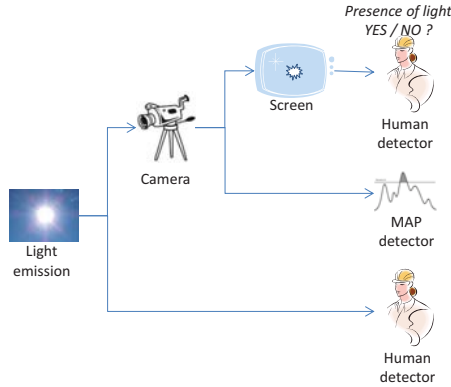 Presence of light
YES / NO ?
Screen
Human
detector
Camera
MAP
detector
Light
emission
Human
detector